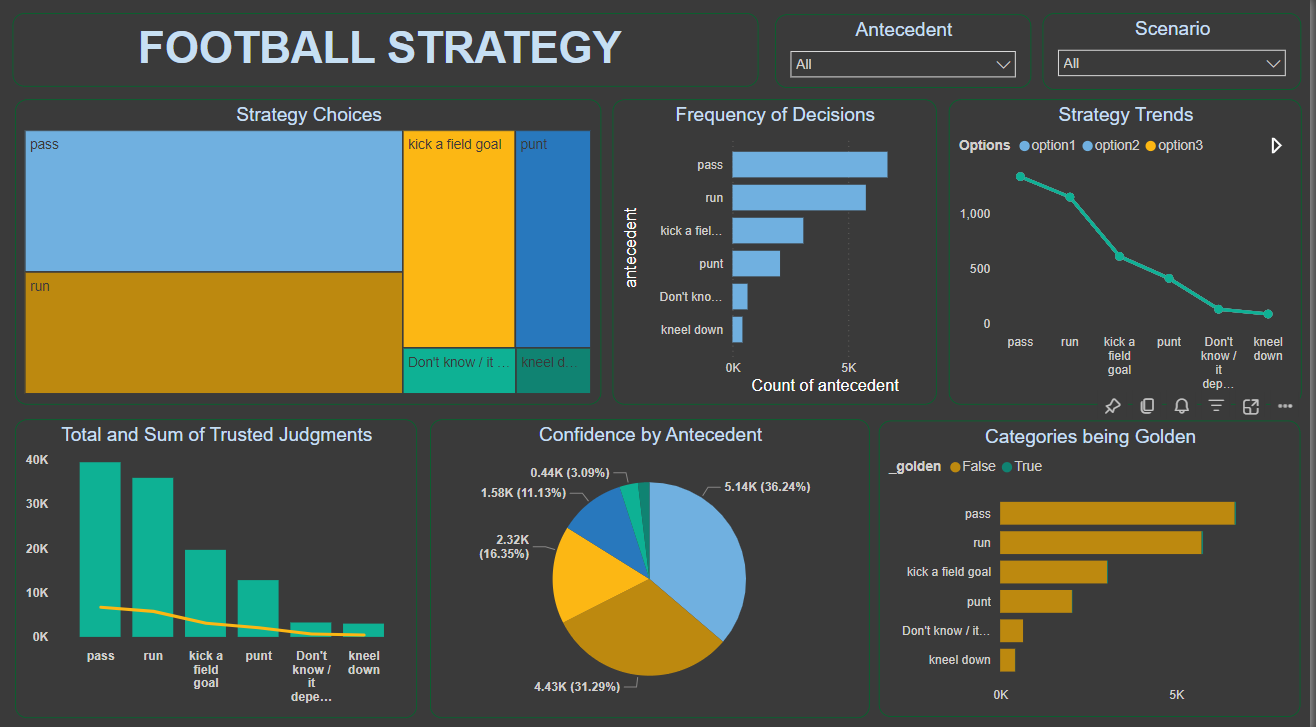 FOOTBALL STRATEGY
Antecedent
All
Scenario
All
Strategy Choices
pass
run
kick a field goal
punt
Don't know / it ...
kneel d...
Frequency of Decisions
antecedent
pass
run
kick a fiel...
punt
Don't kno...
kneel down
0K
5K
Count of antecedent
Strategy Trends
Options
option1
option2
option3
1,000
500
0
pass
run
kick a
field
goal
punt
Don't
know /
it
dep...
kneel
down
Total and Sum of Trusted Judgments
40K
30K
20K
10K
0K
pass
run
kick a
field
goal
punt
Don't
know /
it
depe...
kneel
down
Confidence by Antecedent
0.44K (3.09%)
1.58K (11.13%)
2.32K
(16.35%)
5.14K (36.24%)
4.43K (31.29%)
Categories being Golden
_golden
False
True
pass
run
kick a field goal
punt
Don't know / it...
kneel down
0K
5K